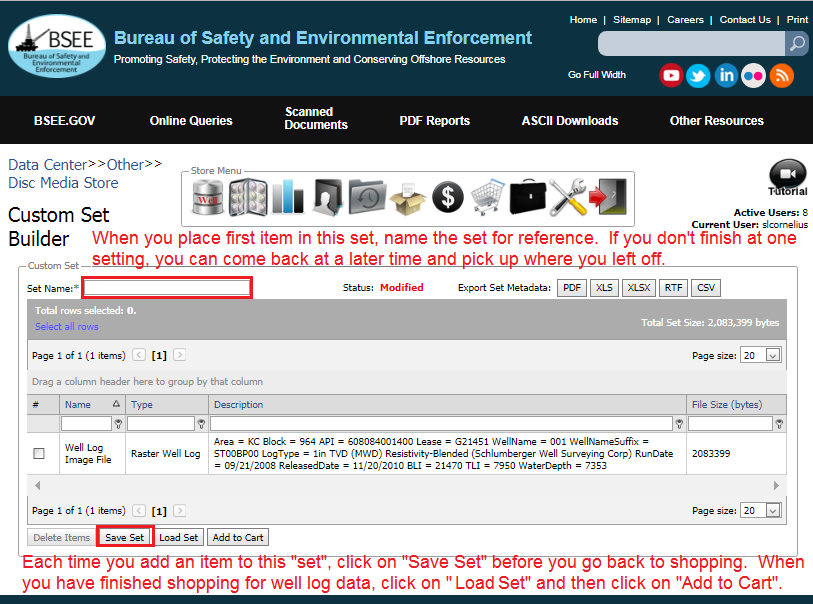 Home | Sitemap | Careers | Contact Us | Print
BSEE
Bureau of Safety and
Environmental
Enforcement
Bureau of Safety and Environmental Enforcement
Promoting Safety, Protecting the Environment and Conserving Offshore Resources
Go Full Width
BSEE.GOV
Online Queries
Scanned
Documents
PDF Reports
ASCII Downloads
Other Resources
Data Center>>Other>>
Disc Media Store
Store Menu
Well
Tutorial
Active Users: 8
Current User: slcornelius
Custom Set
Builder
When you place first item in this set, name the set for reference. If you don't finish at one
setting, you can come back at a later time and pick up where you left off.
Custom Set
Set Name:*
Status: Modified
Export Set Metadata: PDF XLS XLSX RTF CSV
Total rows selected: 0.
Select all rows
Total Set Size: 2,083,399 bytes
Page 1 of 1 (1 items) [1]
Page size: 20
Drag a column header here to group by that column
# Name Type Description File Size (bytes)
Well Log
Image File
Raster Well Log
Area = KC Block = 964 API = 608084001400 Lease = G21451 WellName = 001 WellNameSuffix =
ST00BP00 LogType = 1in TVD (MWD) Resistivity-Blended (Schlumberger Well Surveying Corp) RunDate
= 09/21/2008 ReleasedDate = 11/20/2010 BLI = 21470 TLI = 7950 WaterDepth = 7353
2083399
Page 1 of 1 (1 items) [1]
Page size: 20
Delete Items Save Set Load Set Add to Cart
Each time you add an item to this "set", click on "Save Set" before you go back to shopping. When
you have finished shopping for well log data, click on "Load Set" and then click on "Add to Cart".